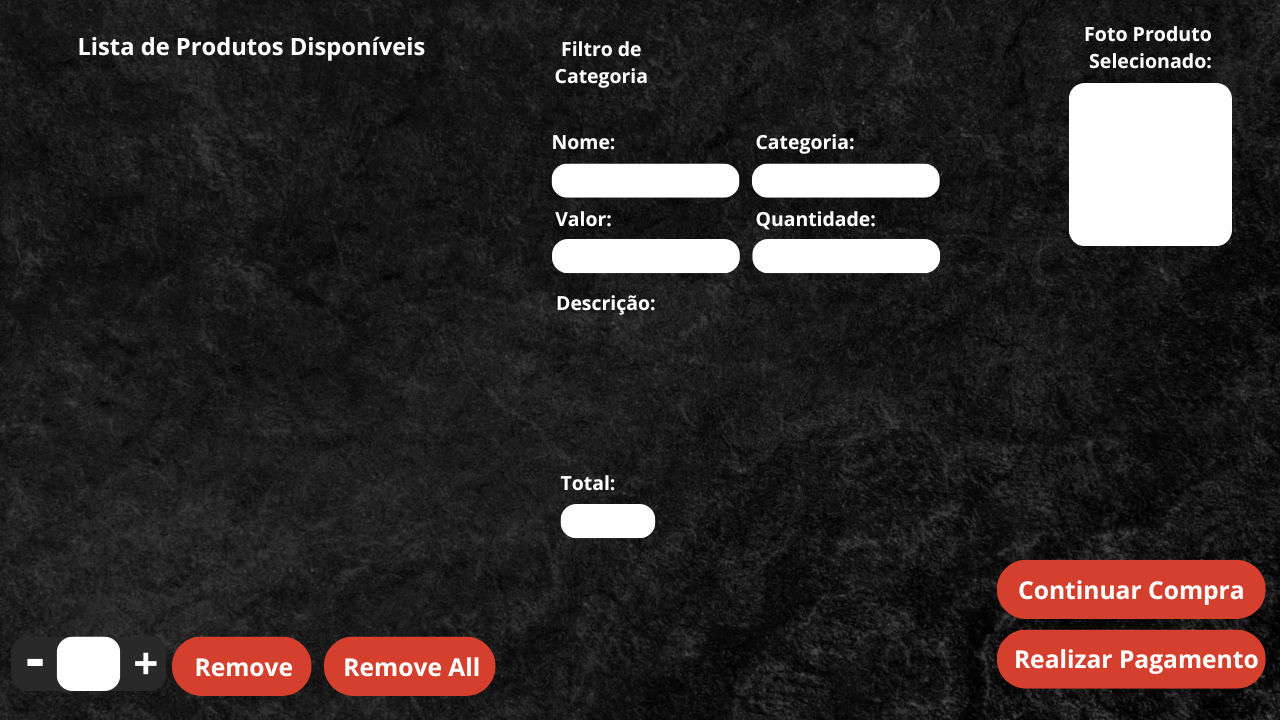 Lista de Produtos Disponíveis
Filtro de
Categoria
Foto Produto
Selecionado:
Nome:
Categoria:
Valor:
Quantidade:
Descrição:
Total:
Continuar Compra
Realizar Pagamento
-
+
Remove
Remove All